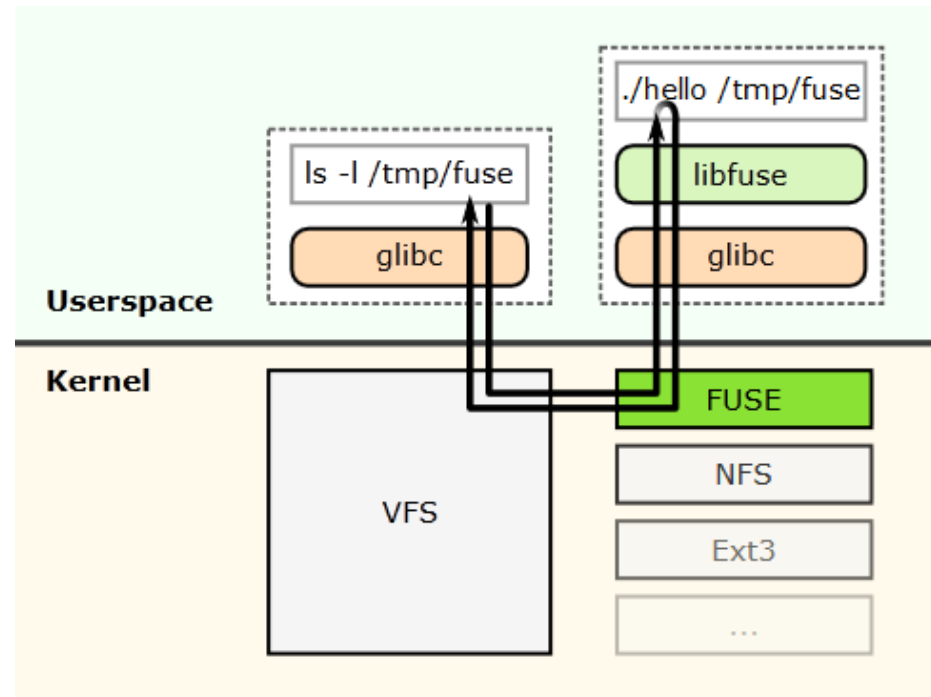 ./hello /tmp/fuse
ls -l /tmp/fuse
libfuse
glibc
glibc
Userspace
Kernel
FUSE
NFS
VFS
Ext3
...